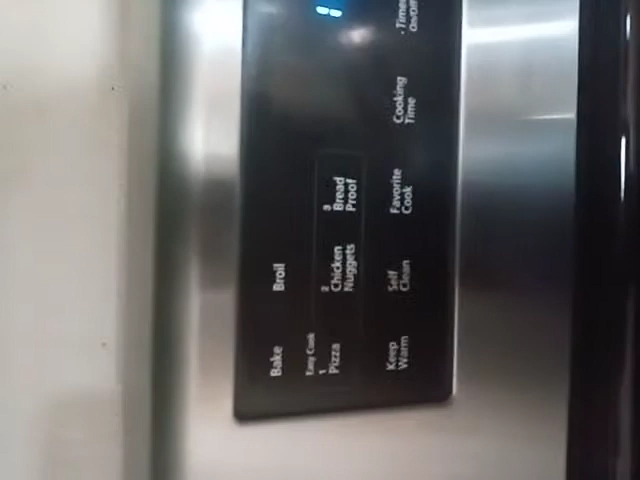 Bake
Broil
Easy Cook
1
Pizza
2
Chicken
Nuggets
3
Bread
Proof
Keep
Warm
Self
Clean
Favorite
Cook
Cooking
Time
Timer
On/Off